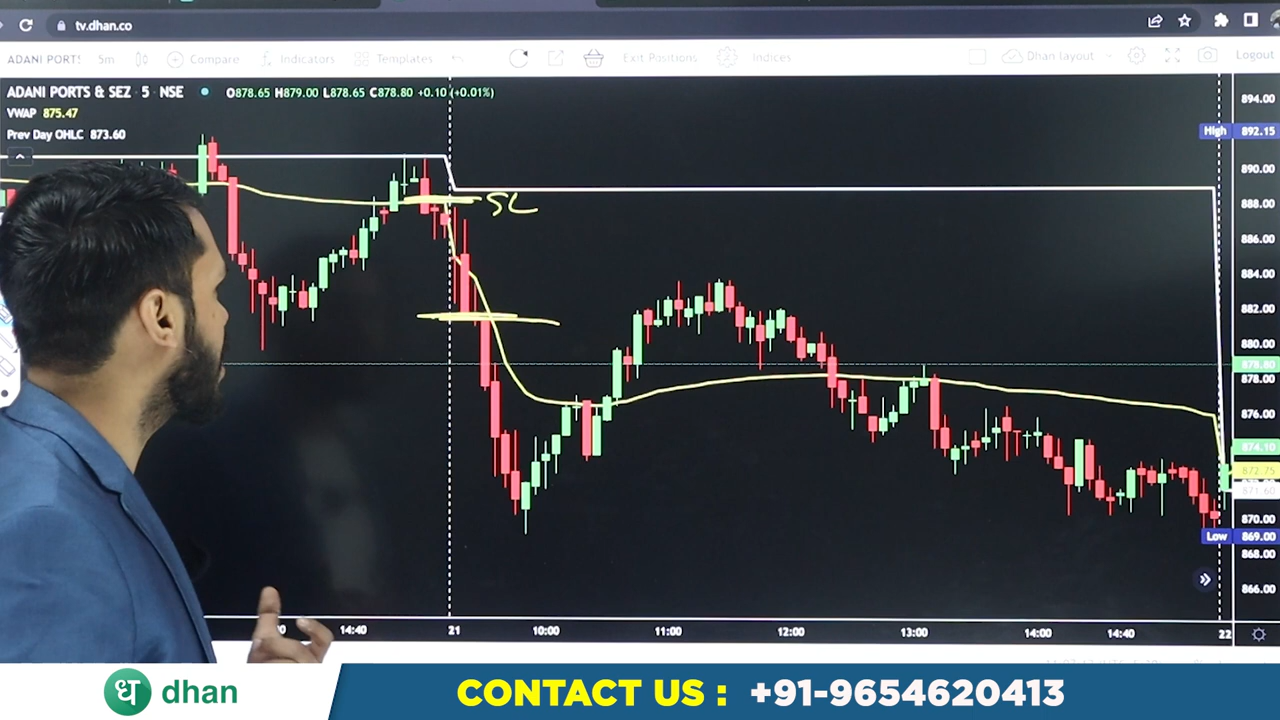 tv.dhan.co
ADANI PORT! 5m Compare Indicators Templates Exit Positions Indices Dhan layout Logout
ADANI PORTS & SEZ · 5 · NSE O878.65 H879.00 L878.65 C878.80 +0.10 (+0.01%)
VWAP 875.47
Prev Day OHLC 873.60
894.00
High 892.15
890.00
888.00
SL
886.00
884.00
882.00
880.00
878.80
878.00
876.00
874.10
872.75
871.60
870.00
Low 869.00
868.00
866.00
14:40 21 10:00 11:00 12:00 13:00 14:00 14:40 22
ध dhan CONTACT US : +91-9654620413